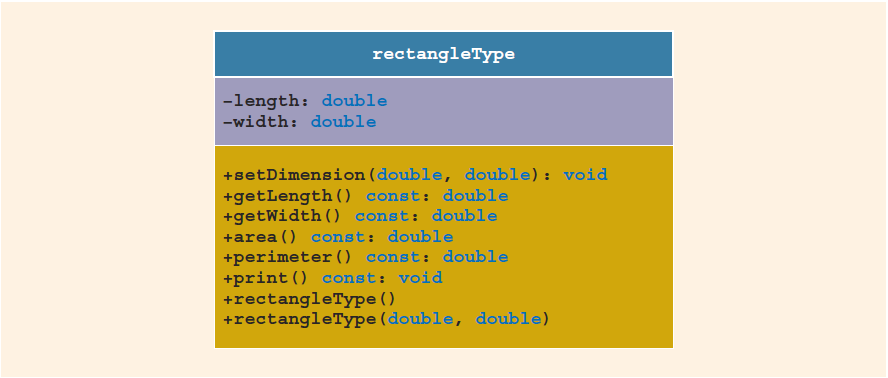 rectangleType
-length: double
-width: double
+setDimension(double, double): void
+getLength() const: double
+getWidth() const: double
+area() const: double
+perimeter() const: double
+print() const: void
+rectangleType()
+rectangleType(double, double)